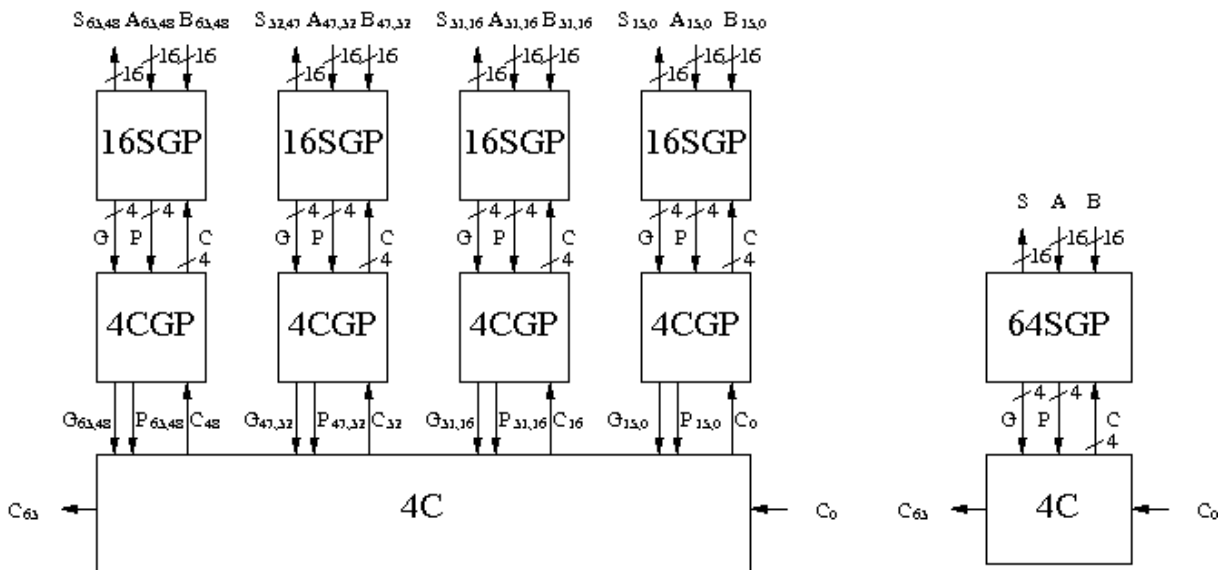 S63,48 A63,48 B63,48 S32,47 A47,32 B47,32 S31,16 A31,16 B31,16 S15,0 A15,0 B15,0
16 16 16 16 16 16 16 16
16 16 16 16
16SGP 16SGP 16SGP 16SGP
S A B
4 4 4 4 4 4 4 4
G P C G P C G P C G P C
4 4 4 4
16 16
16
4CGP 4CGP 4CGP 4CGP
64SGP
4 4
G63,48 P63,48 C48 G47,32 P47,32 C32 G31,16 P31,16 C16 G15,0 P15,0 C0
G P C
4
C63 4C C0
C63 4C C0